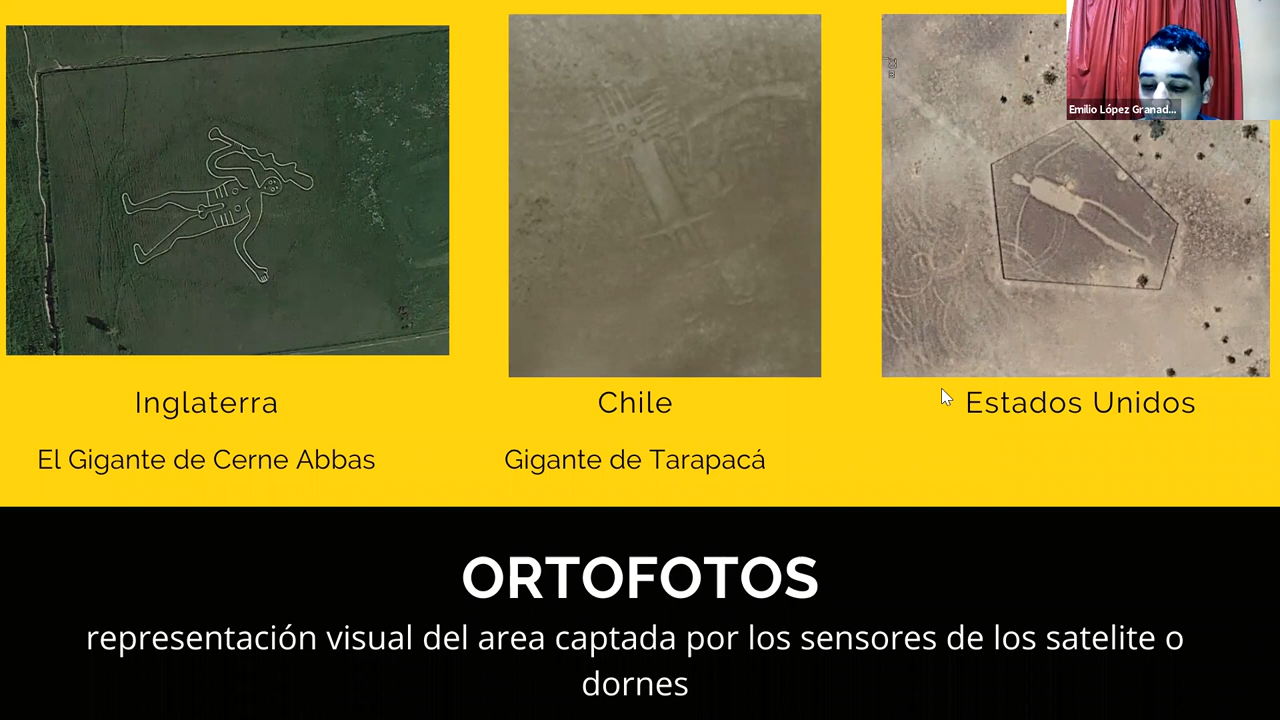 Emilio López Granad...
Inglaterra
Chile
Estados Unidos
El Gigante de Cerne Abbas
Gigante de Tarapacá
ORTOFOTOS
representación visual del area captada por los sensores de los satelite o
dornes